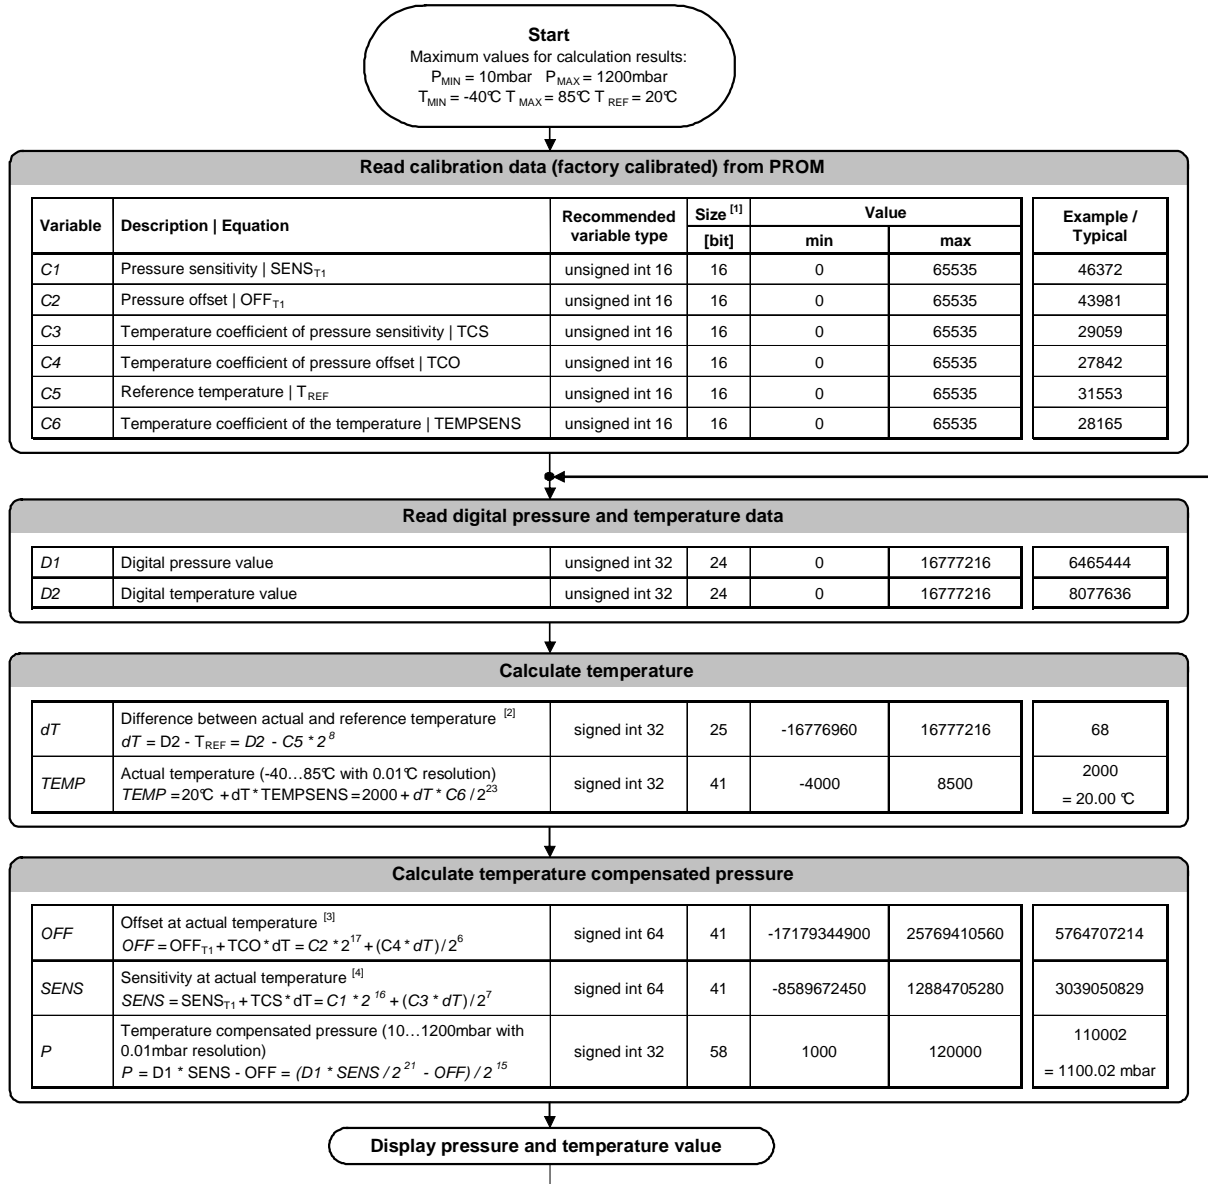 Start
Maximum values for calculation results:
PMIN = 10mbar PMAX = 1200mbar
TMIN = -40°C TMAX = 85°C TREF = 20°C
Read calibration data (factory calibrated) from PROM
Variable Description | Equation Recommended variable type Size [1] [bit] Value min max Example / Typical
C1 Pressure sensitivity | SENST1 unsigned int 16 16 0 65535 46372
C2 Pressure offset | OFFT1 unsigned int 16 16 0 65535 43981
C3 Temperature coefficient of pressure sensitivity | TCS unsigned int 16 16 0 65535 29059
C4 Temperature coefficient of pressure offset | TCO unsigned int 16 16 0 65535 27842
C5 Reference temperature | TREF unsigned int 16 16 0 65535 31553
C6 Temperature coefficient of the temperature | TEMPSENS unsigned int 16 16 0 65535 28165
Read digital pressure and temperature data
D1 Digital pressure value unsigned int 32 24 0 16777216 6465444
D2 Digital temperature value unsigned int 32 24 0 16777216 8077636
Calculate temperature
dT Difference between actual and reference temperature [2]
dT = D2 - TREF = D2 - C5 * 2^8 signed int 32 25 -16776960 16777216 68
TEMP Actual temperature (-40…85°C with 0.01°C resolution)
TEMP = 20°C + dT * TEMPSENS = 2000 + dT * C6 / 2^23 signed int 32 41 -4000 8500 2000
= 20.00 °C
Calculate temperature compensated pressure
OFF Offset at actual temperature [3]
OFF = OFFT1 + TCO * dT = C2 * 2^17 + (C4 * dT) / 2^6 signed int 64 41 -17179344900 25769410560 5764707214
SENS Sensitivity at actual temperature [4]
SENS = SENST1 + TCS * dT = C1 * 2^16 + (C3 * dT) / 2^7 signed int 64 41 -8589672450 12884705280 3039050829
P Temperature compensated pressure (10…1200mbar with
0.01mbar resolution)
P = D1 * SENS - OFF = (D1 * SENS / 2^21 - OFF) / 2^15 signed int 32 58 1000 120000 110002
= 1100.02 mbar
Display pressure and temperature value